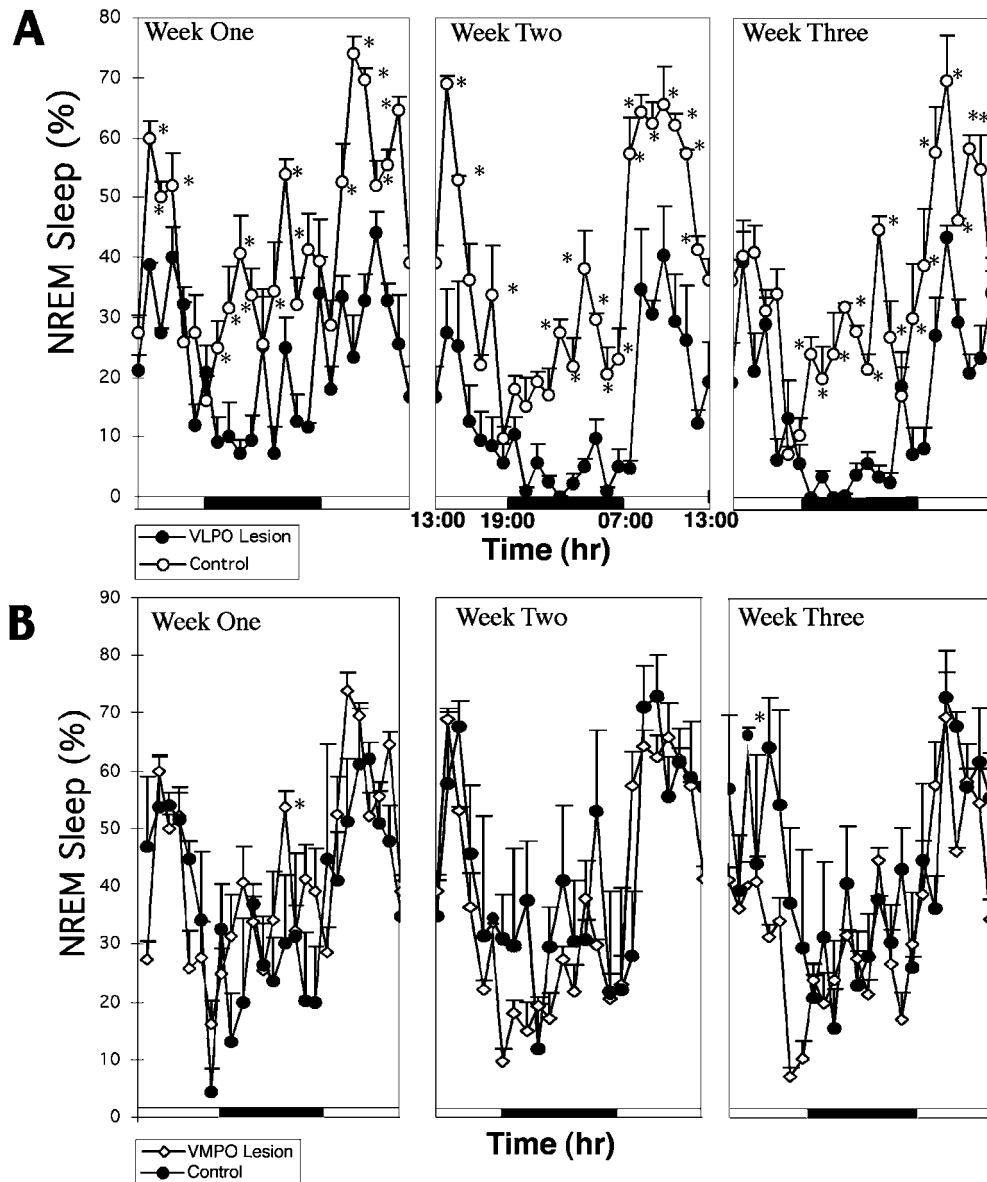 A
Week One
Week Two
Week Three
NREM Sleep (%)
80
70
60
50
40
30
20
10
0
13:00 19:00 07:00 13:00
Time (hr)
VLPO Lesion
Control
B
Week One
Week Two
Week Three
NREM Sleep (%)
90
80
70
60
50
40
30
20
10
0
Time (hr)
VMPO Lesion
Control